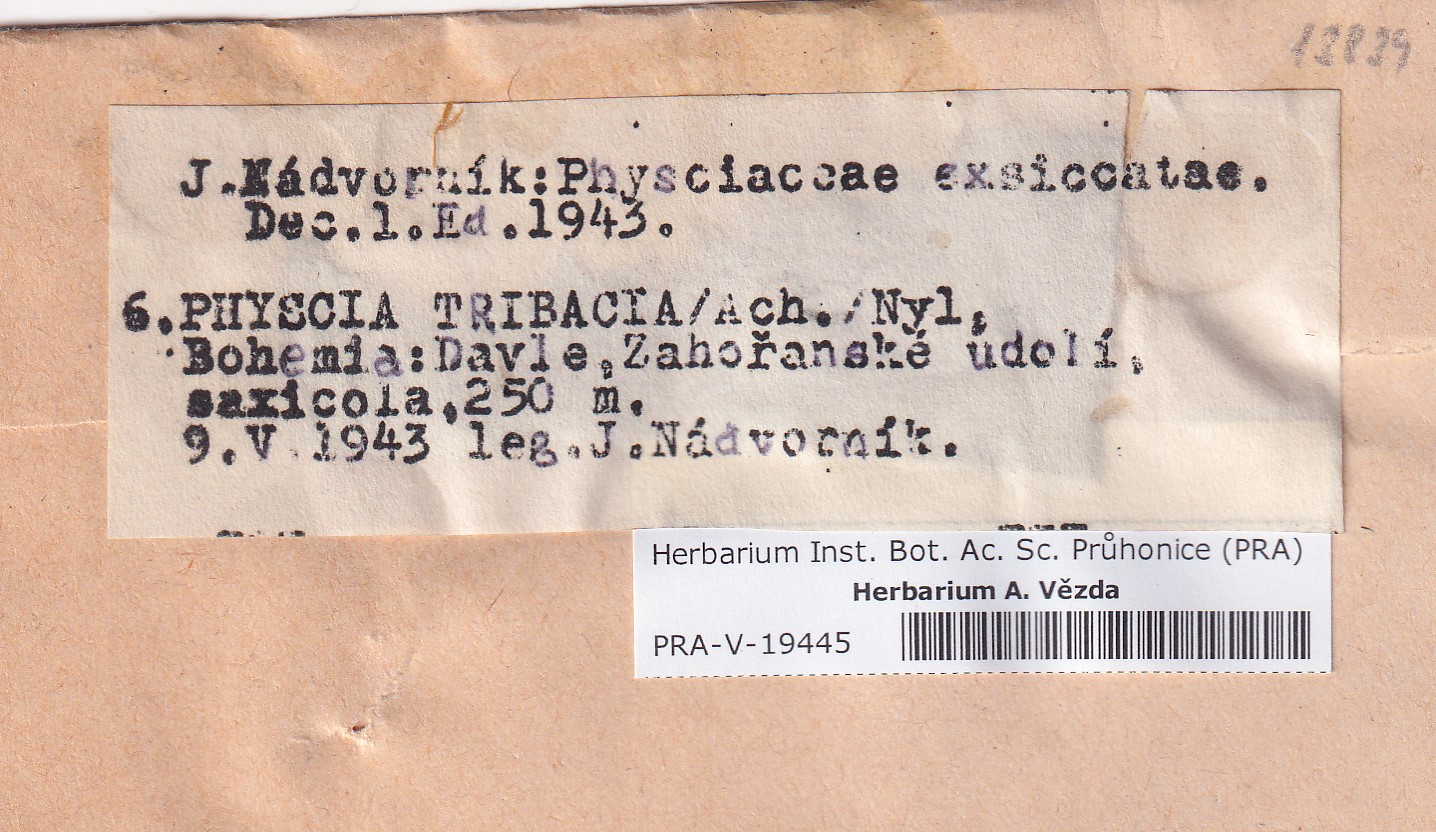 J.Nádvorník:Physciaceae exsiccatae.
Dec.1.Ed.1943.
6.PHYSCIA TRIBACIA/Ach./Nyl.
Bohemia:Davle,Zahořanské údolí,
saxicola,250 m.
9.V.1943 leg.J.Nádvorník.
Herbarium Inst. Bot. Ac. Sc. Průhonice (PRA)
Herbarium A. Vězda
PRA-V-19445